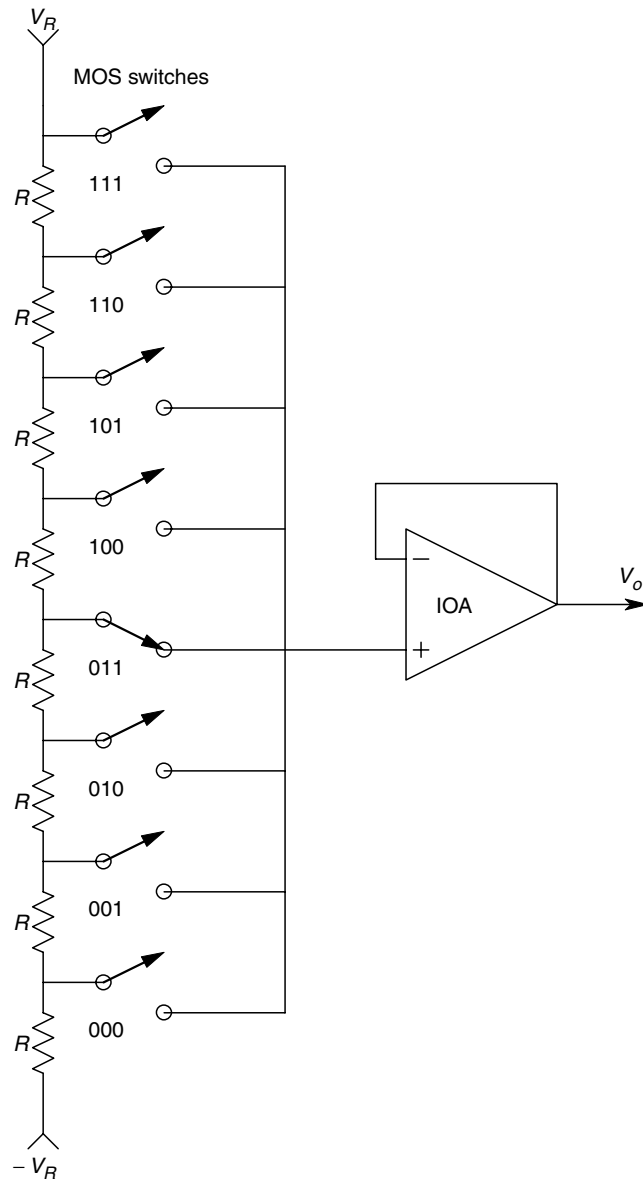 V_R
MOS switches
R
111
R
110
R
101
R
100
IOA
V_o
−
+
R
011
R
010
R
001
R
000
− V_R